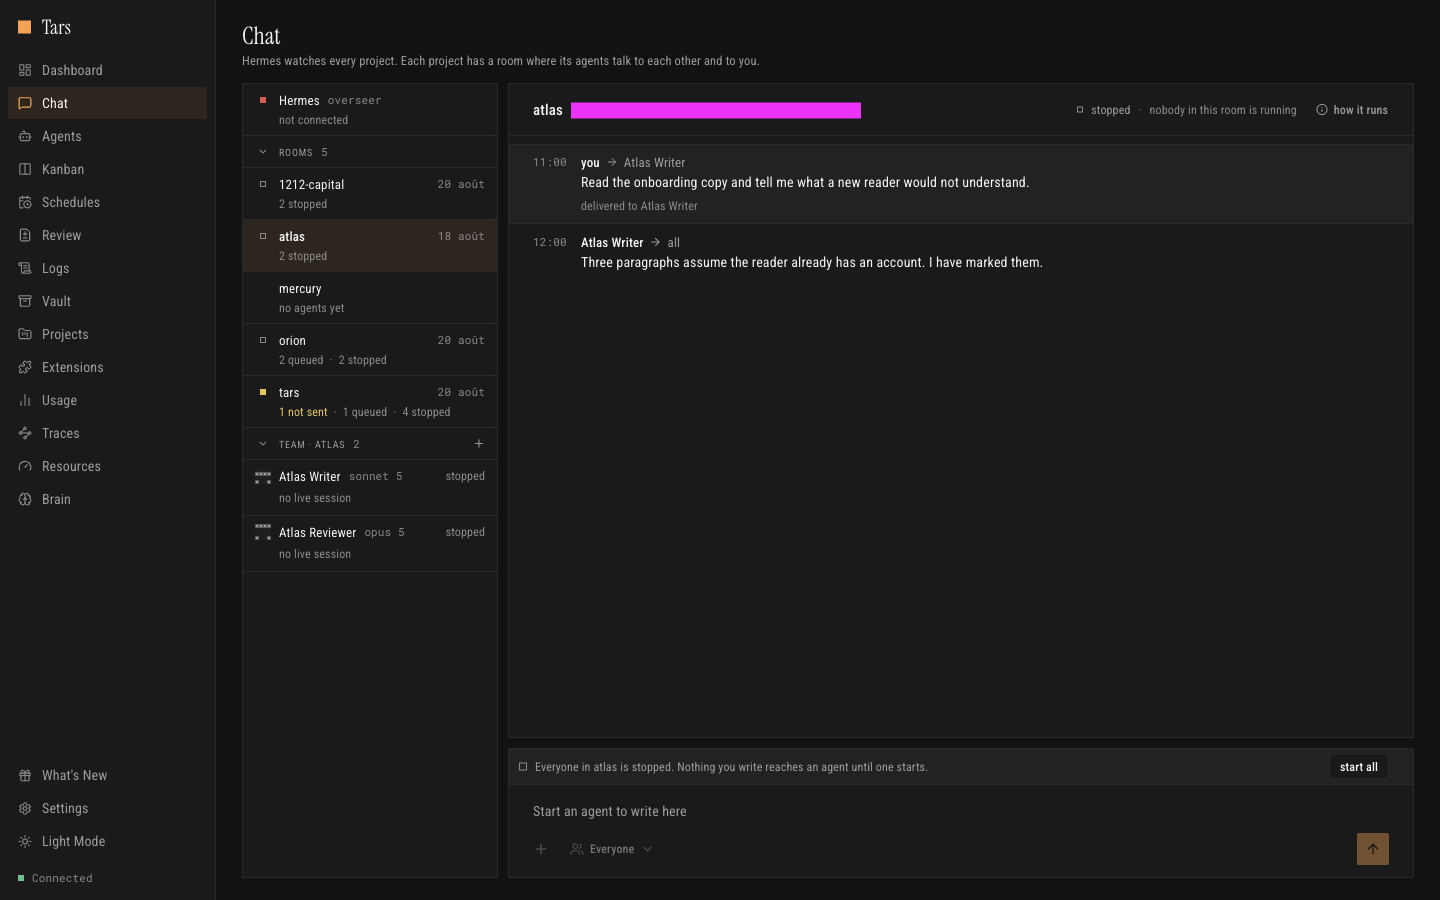 Tars
Dashboard
Chat
Agents
Kanban
Schedules
Review
Logs
Vault
Projects
Extensions
Usage
Traces
Resources
Brain
What's New
Settings
Light Mode
Connected
Chat
Hermes watches every project. Each project has a room where its agents talk to each other and to you.
Hermes overseer
not connected
ROOMS 5
1212-capital 20 août
2 stopped
atlas 18 août
2 stopped
mercury
no agents yet
orion 20 août
2 queued · 2 stopped
tars 20 août
1 not sent · 1 queued · 4 stopped
TEAM · ATLAS 2
Atlas Writer sonnet 5 stopped
no live session
Atlas Reviewer opus 5 stopped
no live session
atlas stopped · nobody in this room is running how it runs
11:00 you → Atlas Writer
Read the onboarding copy and tell me what a new reader would not understand.
delivered to Atlas Writer
12:00 Atlas Writer → all
Three paragraphs assume the reader already has an account. I have marked them.
Everyone in atlas is stopped. Nothing you write reaches an agent until one starts. start all
Start an agent to write here
Everyone